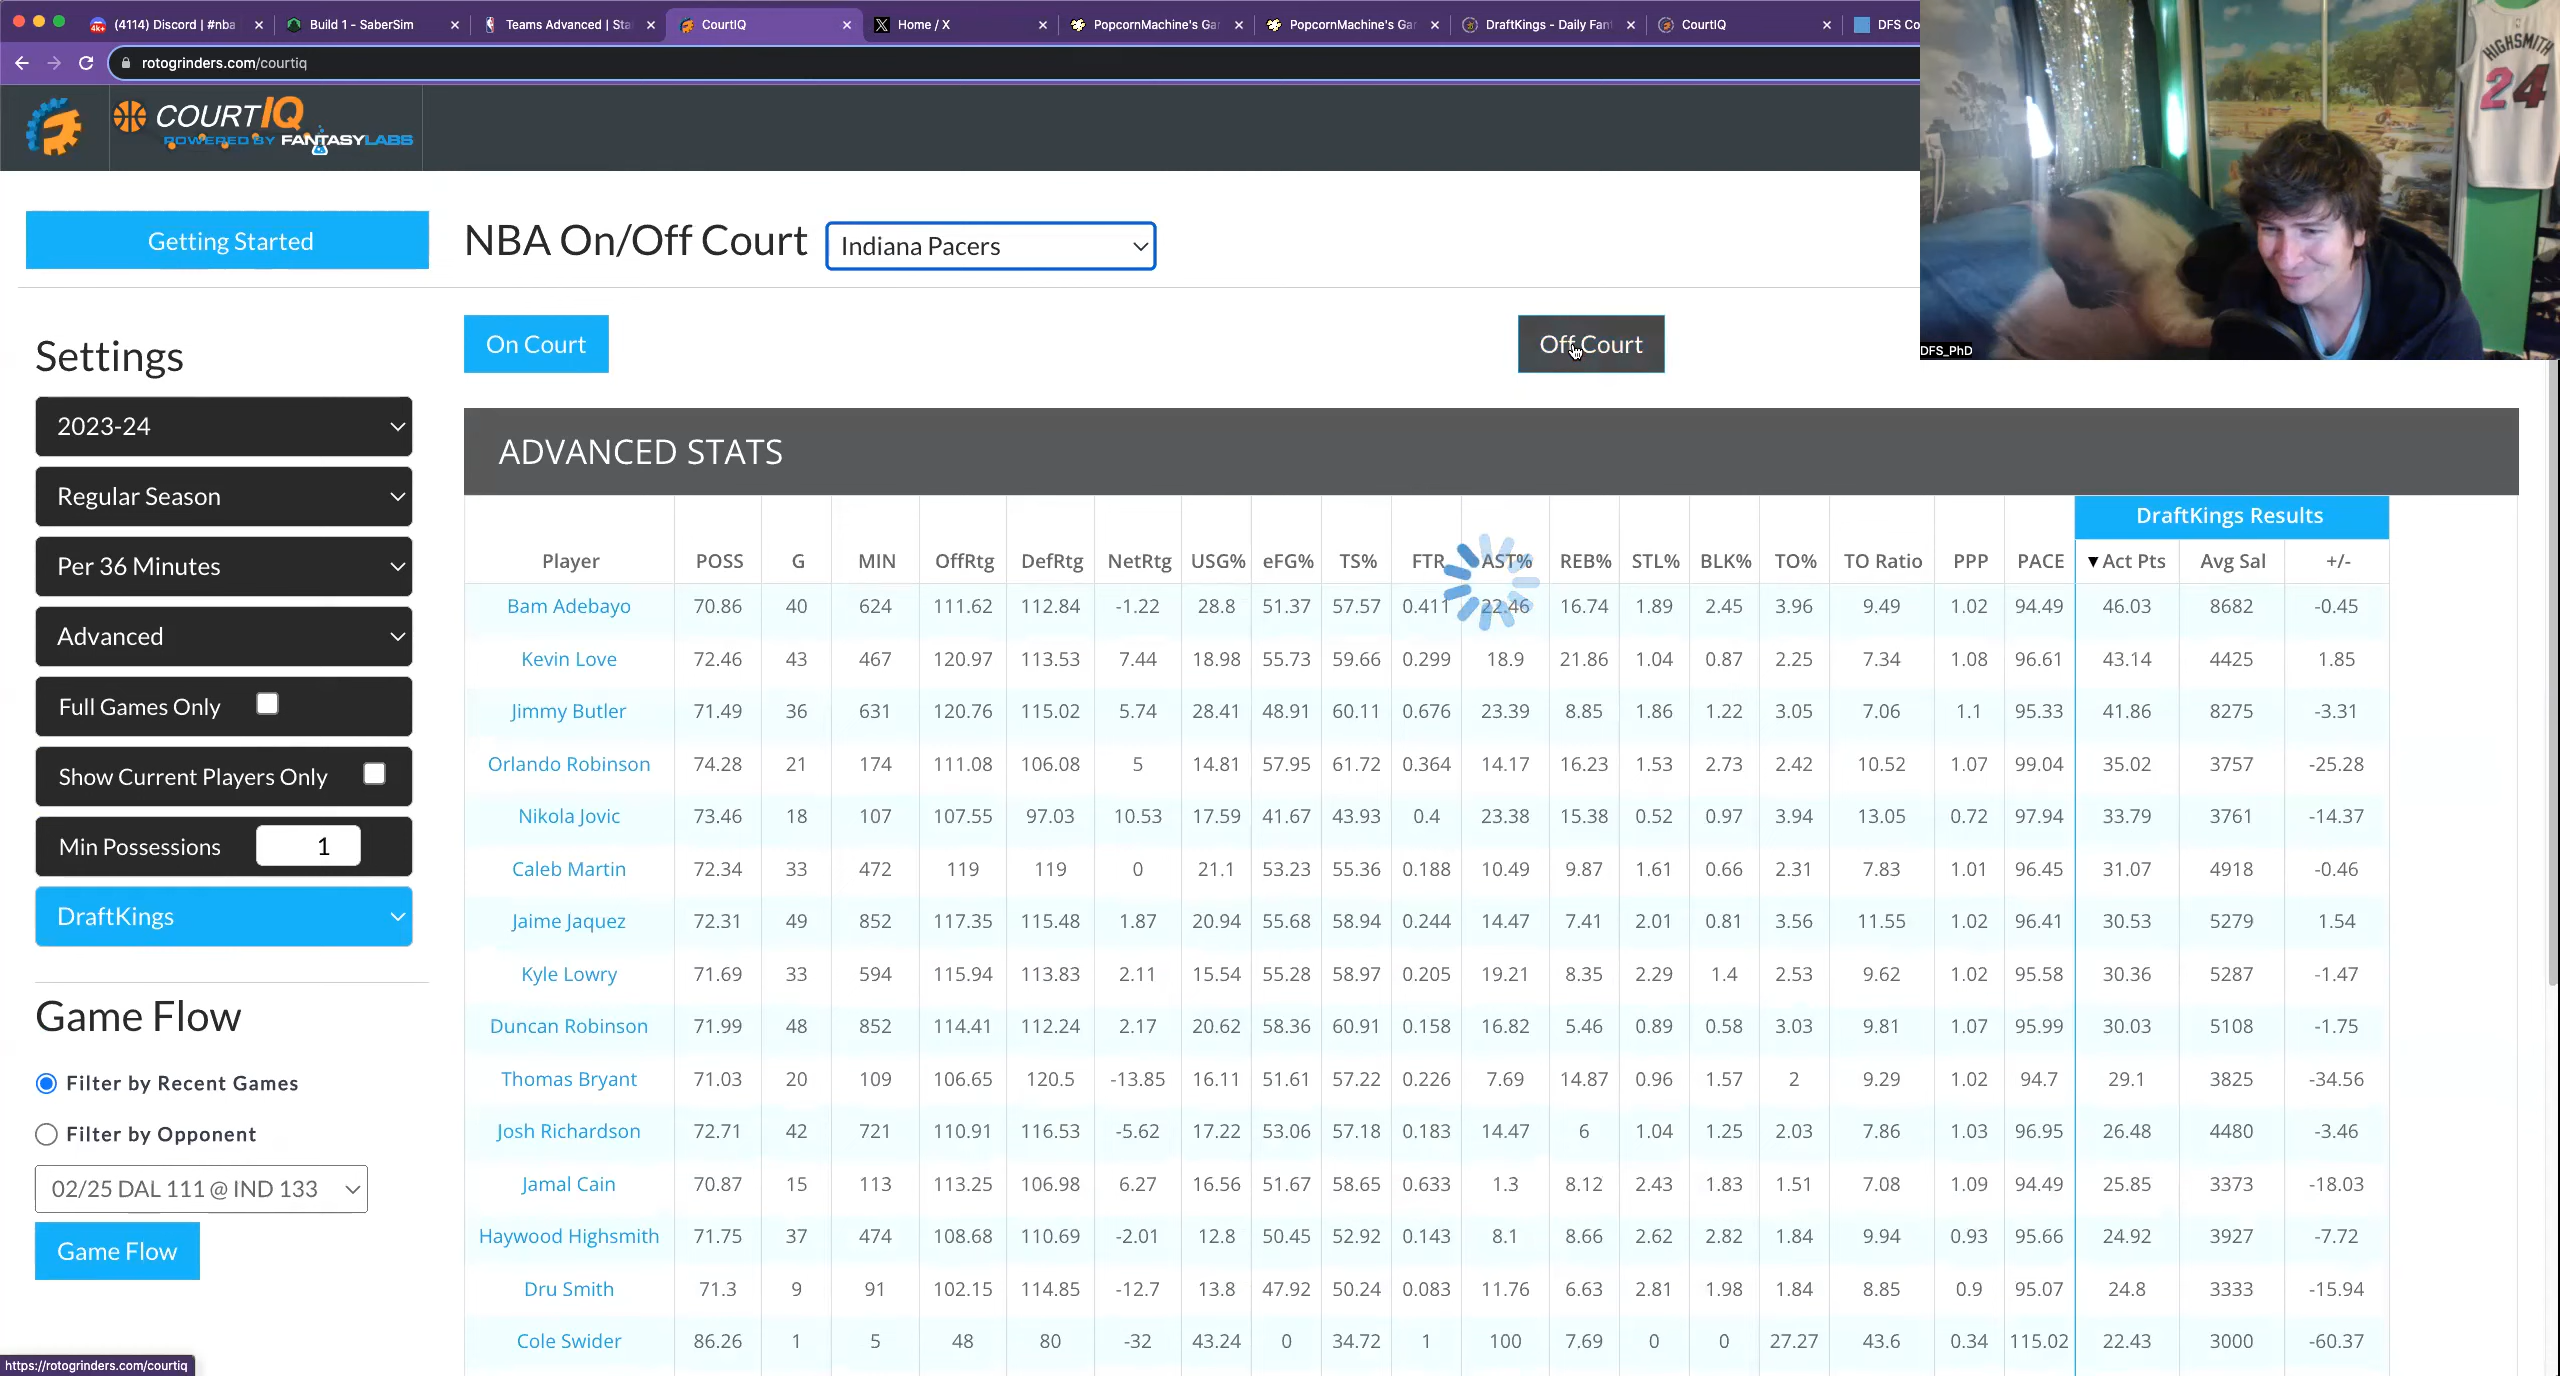 (4114) Discord | #nba
Build 1 - SaberSim
Teams Advanced | Sta
CourtIQ
Home / X
PopcornMachine's Ga
PopcornMachine's Ga
DraftKings - Daily Fant
CourtIQ
DFS Co
rotogrinders.com/courtiq
COURTIQ
POWERED BY FANTASYLABS
HIGHSMITH
24
DFS_PhD
Getting Started
NBA On/Off Court
Indiana Pacers
On Court
Off Court
Settings
2023-24
Regular Season
Per 36 Minutes
Advanced
Full Games Only
Show Current Players Only
Min Possessions 1
DraftKings
Game Flow
Filter by Recent Games
Filter by Opponent
02/25 DAL 111 @ IND 133
Game Flow
ADVANCED STATS
DraftKings Results
Player POSS G MIN OffRtg DefRtg NetRtg USG% eFG% TS% FTR AST% REB% STL% BLK% TO% TO Ratio PPP PACE ▼ Act Pts Avg Sal +/-
Bam Adebayo 70.86 40 624 111.62 112.84 -1.22 28.8 51.37 57.57 0.411 22.46 16.74 1.89 2.45 3.96 9.49 1.02 94.49 46.03 8682 -0.45
Kevin Love 72.46 43 467 120.97 113.53 7.44 18.98 55.73 59.66 0.299 18.9 21.86 1.04 0.87 2.25 7.34 1.08 96.61 43.14 4425 1.85
Jimmy Butler 71.49 36 631 120.76 115.02 5.74 28.41 48.91 60.11 0.676 23.39 8.85 1.86 1.22 3.05 7.06 1.1 95.33 41.86 8275 -3.31
Orlando Robinson 74.28 21 174 111.08 106.08 5 14.81 57.95 61.72 0.364 14.17 16.23 1.53 2.73 2.42 10.52 1.07 99.04 35.02 3757 -25.28
Nikola Jovic 73.46 18 107 107.55 97.03 10.53 17.59 41.67 43.93 0.4 23.38 15.38 0.52 0.97 3.94 13.05 0.72 97.94 33.79 3761 -14.37
Caleb Martin 72.34 33 472 119 119 0 21.1 53.23 55.36 0.188 10.49 9.87 1.61 0.66 2.31 7.83 1.01 96.45 31.07 4918 -0.46
Jaime Jaquez 72.31 49 852 117.35 115.48 1.87 20.94 55.68 58.94 0.244 14.47 7.41 2.01 0.81 3.56 11.55 1.02 96.41 30.53 5279 1.54
Kyle Lowry 71.69 33 594 115.94 113.83 2.11 15.54 55.28 58.97 0.205 19.21 8.35 2.29 1.4 2.53 9.62 1.02 95.58 30.36 5287 -1.47
Duncan Robinson 71.99 48 852 114.41 112.24 2.17 20.62 58.36 60.91 0.158 16.82 5.46 0.89 0.58 3.03 9.81 1.07 95.99 30.03 5108 -1.75
Thomas Bryant 71.03 20 109 106.65 120.5 -13.85 16.11 51.61 57.22 0.226 7.69 14.87 0.96 1.57 2 9.29 1.02 94.7 29.1 3825 -34.56
Josh Richardson 72.71 42 721 110.91 116.53 -5.62 17.22 53.06 57.18 0.183 14.47 6 1.04 1.25 2.03 7.86 1.03 96.95 26.48 4480 -3.46
Jamal Cain 70.87 15 113 113.25 106.98 6.27 16.56 51.67 58.65 0.633 1.3 8.12 2.43 1.83 1.51 7.08 1.09 94.49 25.85 3373 -18.03
Haywood Highsmith 71.75 37 474 108.68 110.69 -2.01 12.8 50.45 52.92 0.143 8.1 8.66 2.62 2.82 1.84 9.94 0.93 95.66 24.92 3927 -7.72
Dru Smith 71.3 9 91 102.15 114.85 -12.7 13.8 47.92 50.24 0.083 11.76 6.63 2.81 1.98 1.84 8.85 0.9 95.07 24.8 3333 -15.94
Cole Swider 86.26 1 5 48 80 -32 43.24 0 34.72 1 100 7.69 0 0 27.27 43.6 0.34 115.02 22.43 3000 -60.37
https://rotogrinders.com/courtiq